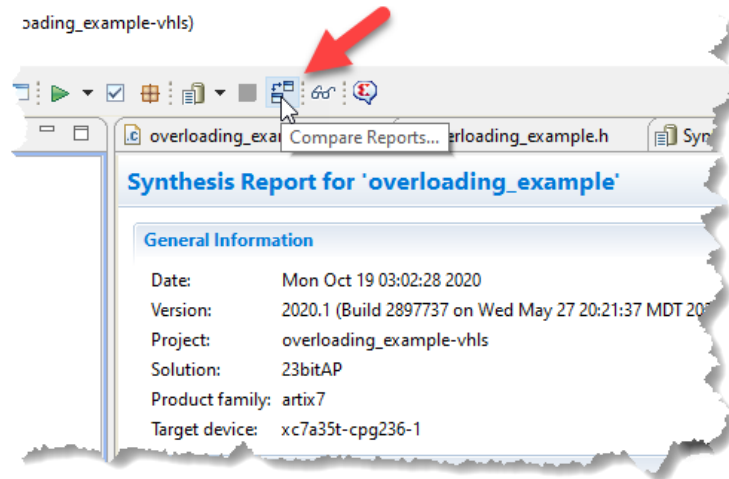 loading_example-vhls)
overloading_exa
Compare Reports...
erloading_example.h
Syn
Synthesis Report for 'overloading_example'
General Information
Date: Mon Oct 19 03:02:28 2020
Version: 2020.1 (Build 2897737 on Wed May 27 20:21:37 MDT 202
Project: overloading_example-vhls
Solution: 23bitAP
Product family: artix7
Target device: xc7a35t-cpg236-1